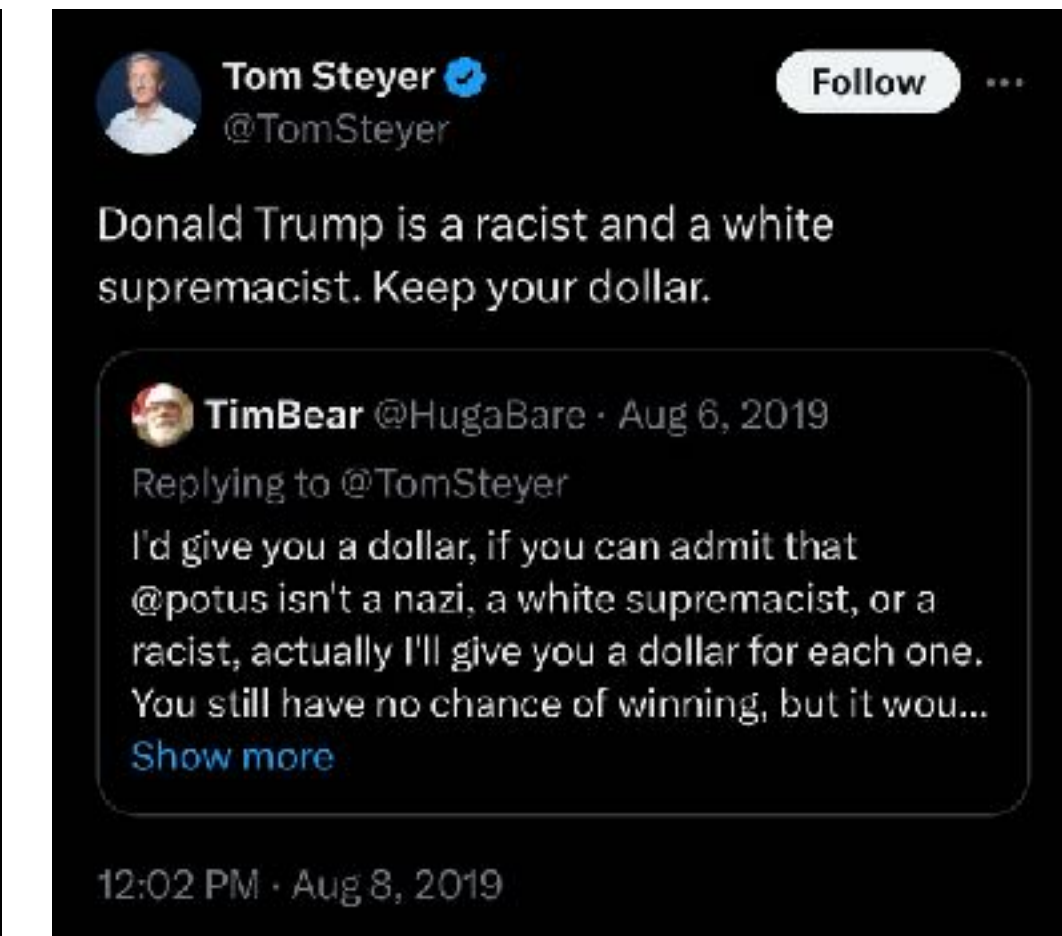 Tom Steyer
Follow
@TomSteyer
Donald Trump is a racist and a white
supremacist. Keep your dollar.
TimBear @HugaBare · Aug 6, 2019
Replying to @TomSteyer
I'd give you a dollar, if you can admit that
@potus isn't a nazi, a white supremacist, or a
racist, actually I'll give you a dollar for each one.
You still have no chance of winning, but it wou...
Show more
12:02 PM · Aug 8, 2019